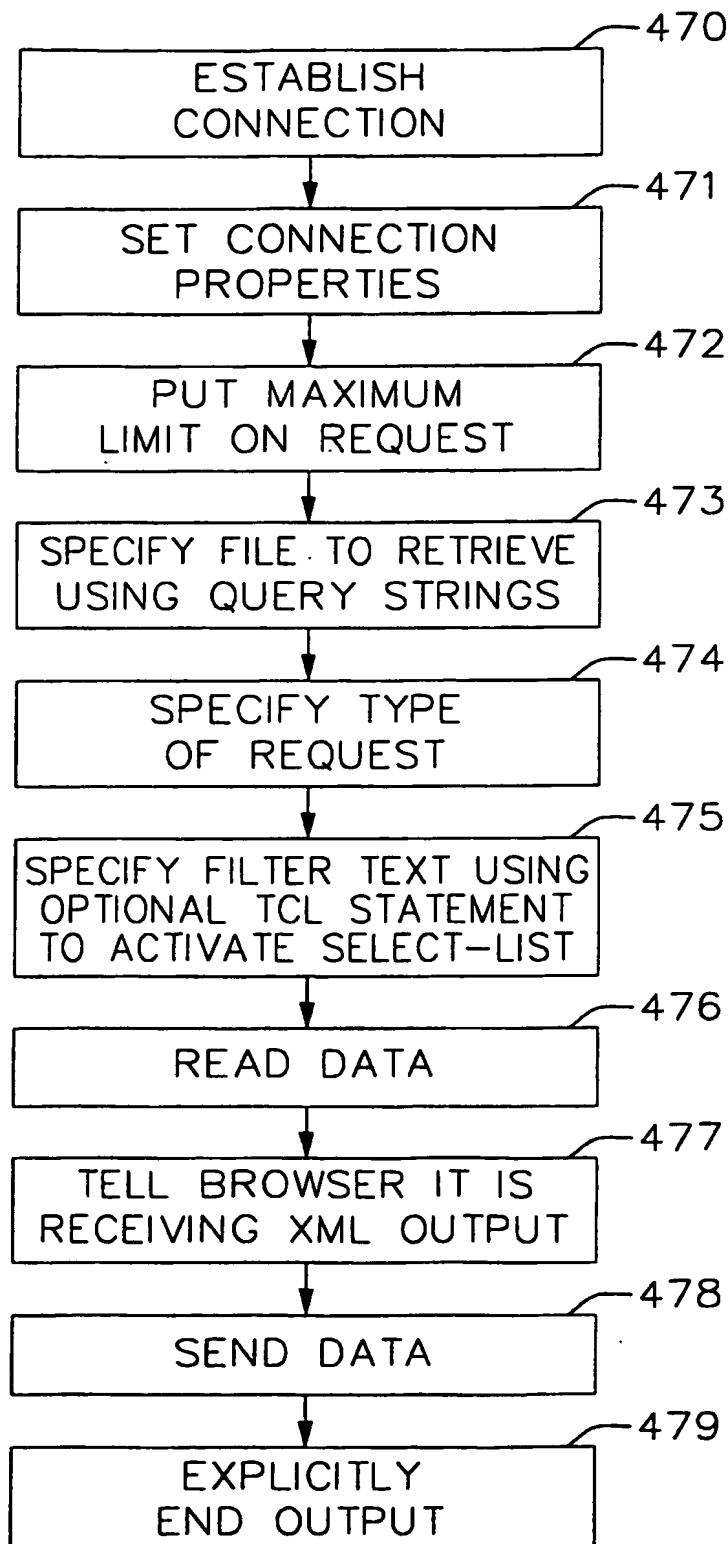 470
ESTABLISH
CONNECTION
471
SET CONNECTION
PROPERTIES
472
PUT MAXIMUM
LIMIT ON REQUEST
473
SPECIFY FILE TO RETRIEVE
USING QUERY STRINGS
474
SPECIFY TYPE
OF REQUEST
475
SPECIFY FILTER TEXT USING
OPTIONAL TCL STATEMENT
TO ACTIVATE SELECT-LIST
476
READ DATA
477
TELL BROWSER IT IS
RECEIVING XML OUTPUT
478
SEND DATA
479
EXPLICITLY
END OUTPUT